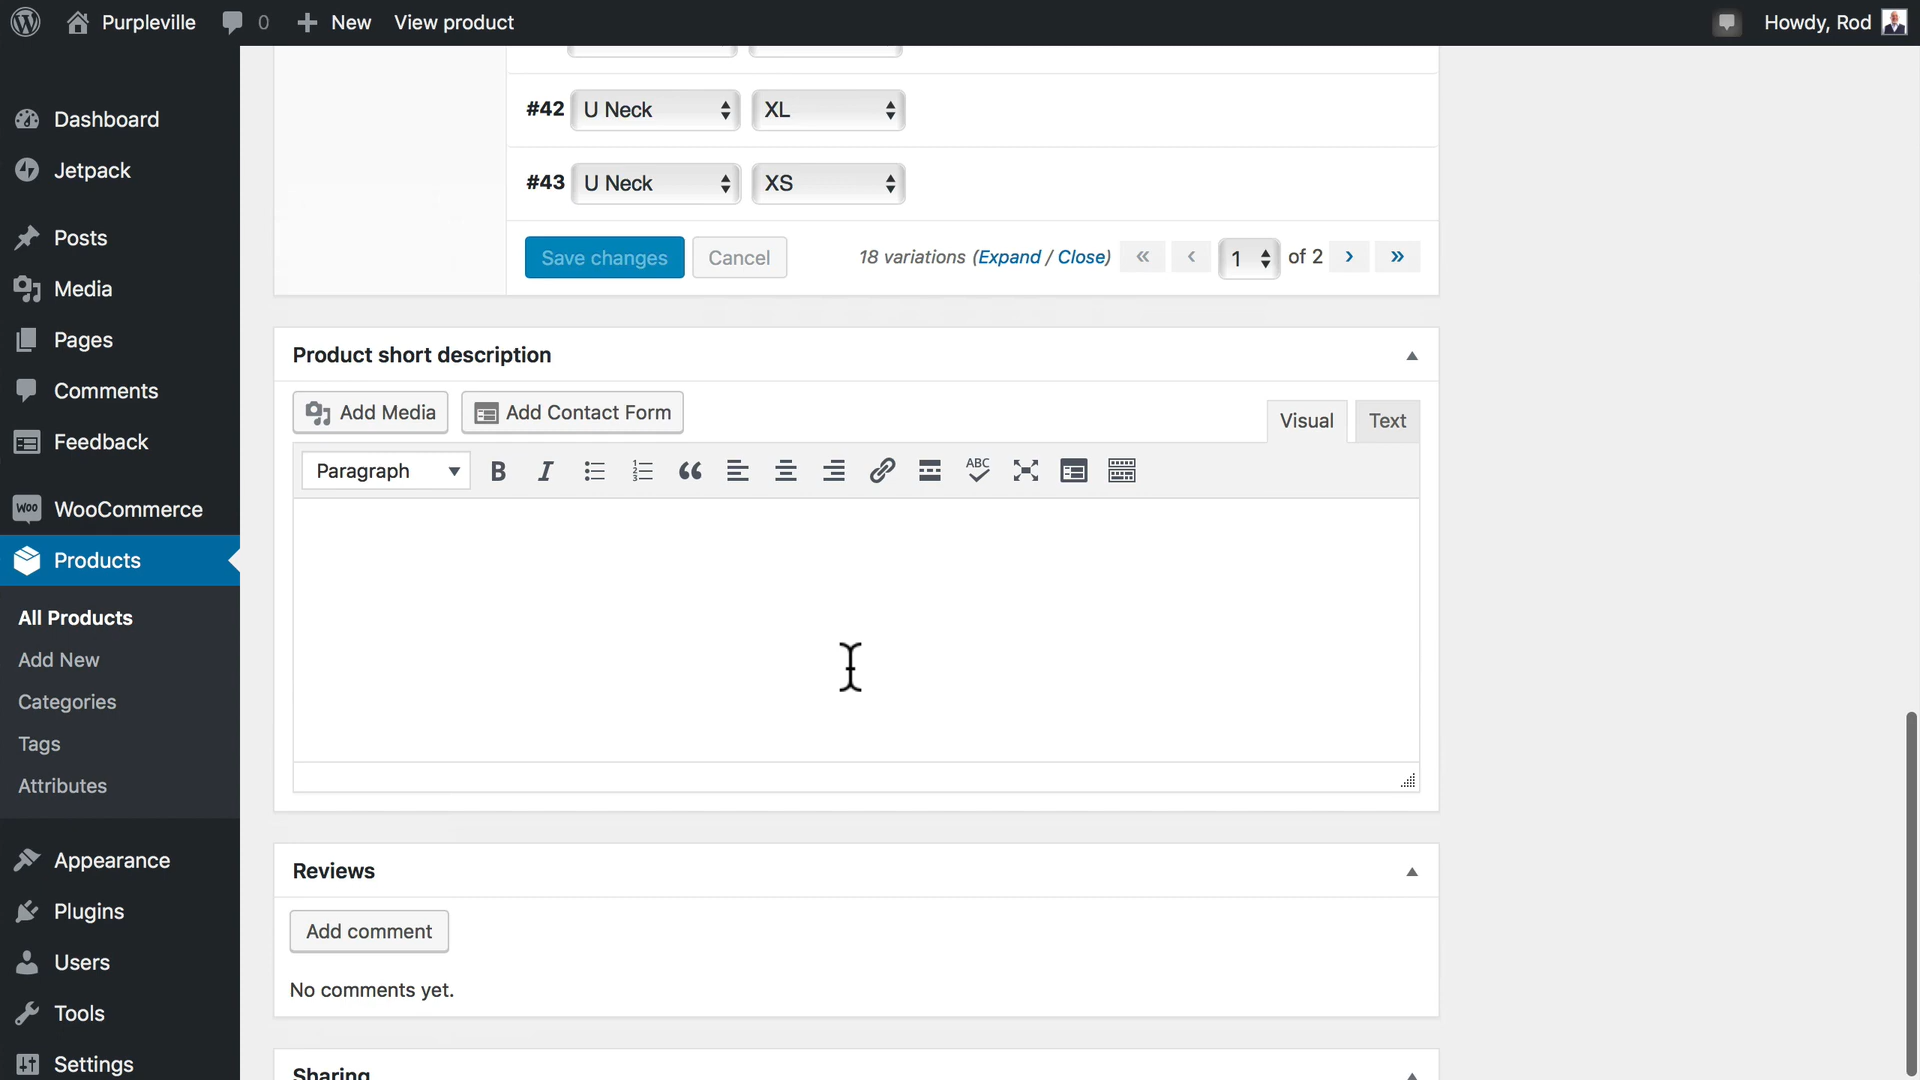 Purpleville 0 New View product Howdy, Rod
Dashboard
Jetpack
Posts
Media
Pages
Comments
Feedback
WOO WooCommerce
Products
All Products
Add New
Categories
Tags
Attributes
Appearance
Plugins
Users
Tools
Settings
#42 U Neck XL
#43 U Neck XS
Save changes Cancel 18 variations (Expand / Close) « ‹ 1 of 2 › »
Product short description
Add Media Add Contact Form Visual Text
Paragraph B I ABC
Reviews
Add comment
No comments yet.
Sharing